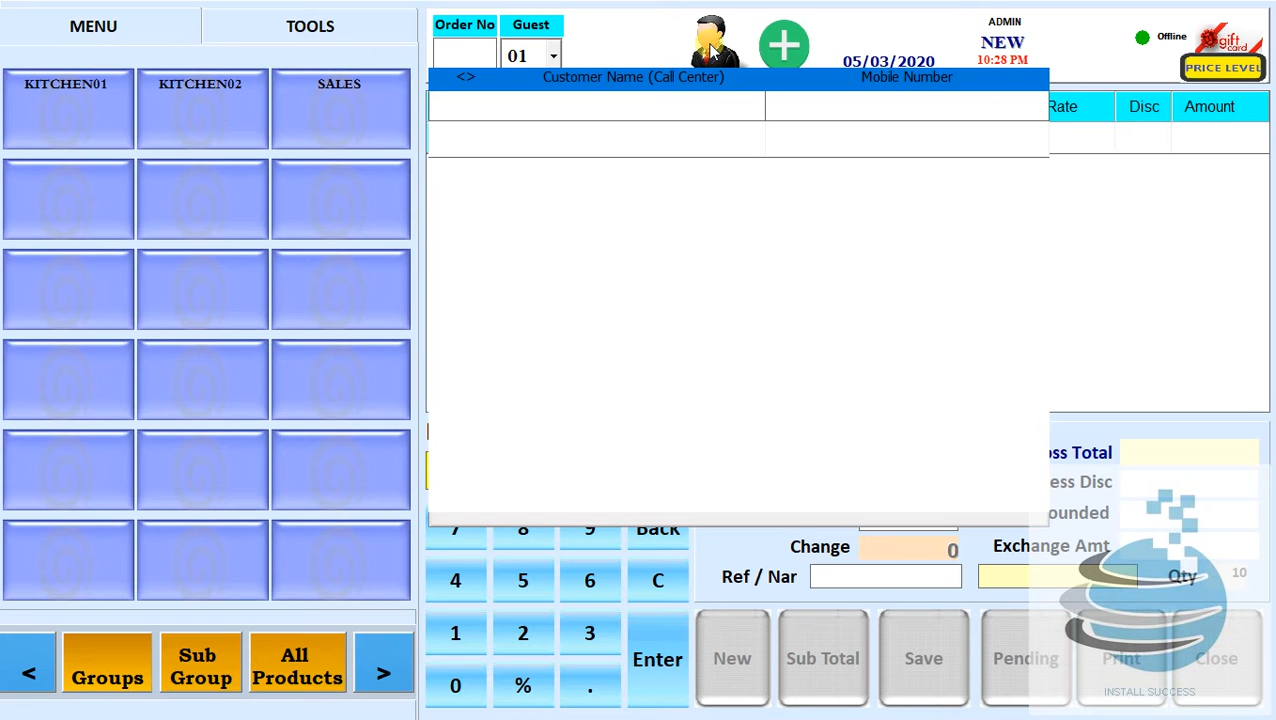 MENU
TOOLS
KITCHEN01
KITCHEN02
SALES
<
Groups
Sub
Group
All
Products
>
Order No
Guest
01
05/03/2020
ADMIN
NEW
10:28 PM
Offline
gift
card
PRICE LEVEL
<>
Customer Name (Call Center)
Mobile Number
Rate
Disc
Amount
oss Total
ess Disc
ounded
Change
0
Exchange Amt
Ref / Nar
Qty
10
7
8
9
Back
4
5
6
C
1
2
3
Enter
0
%
.
New
Sub Total
Save
Pending
Print
Close
INSTALL SUCCESS